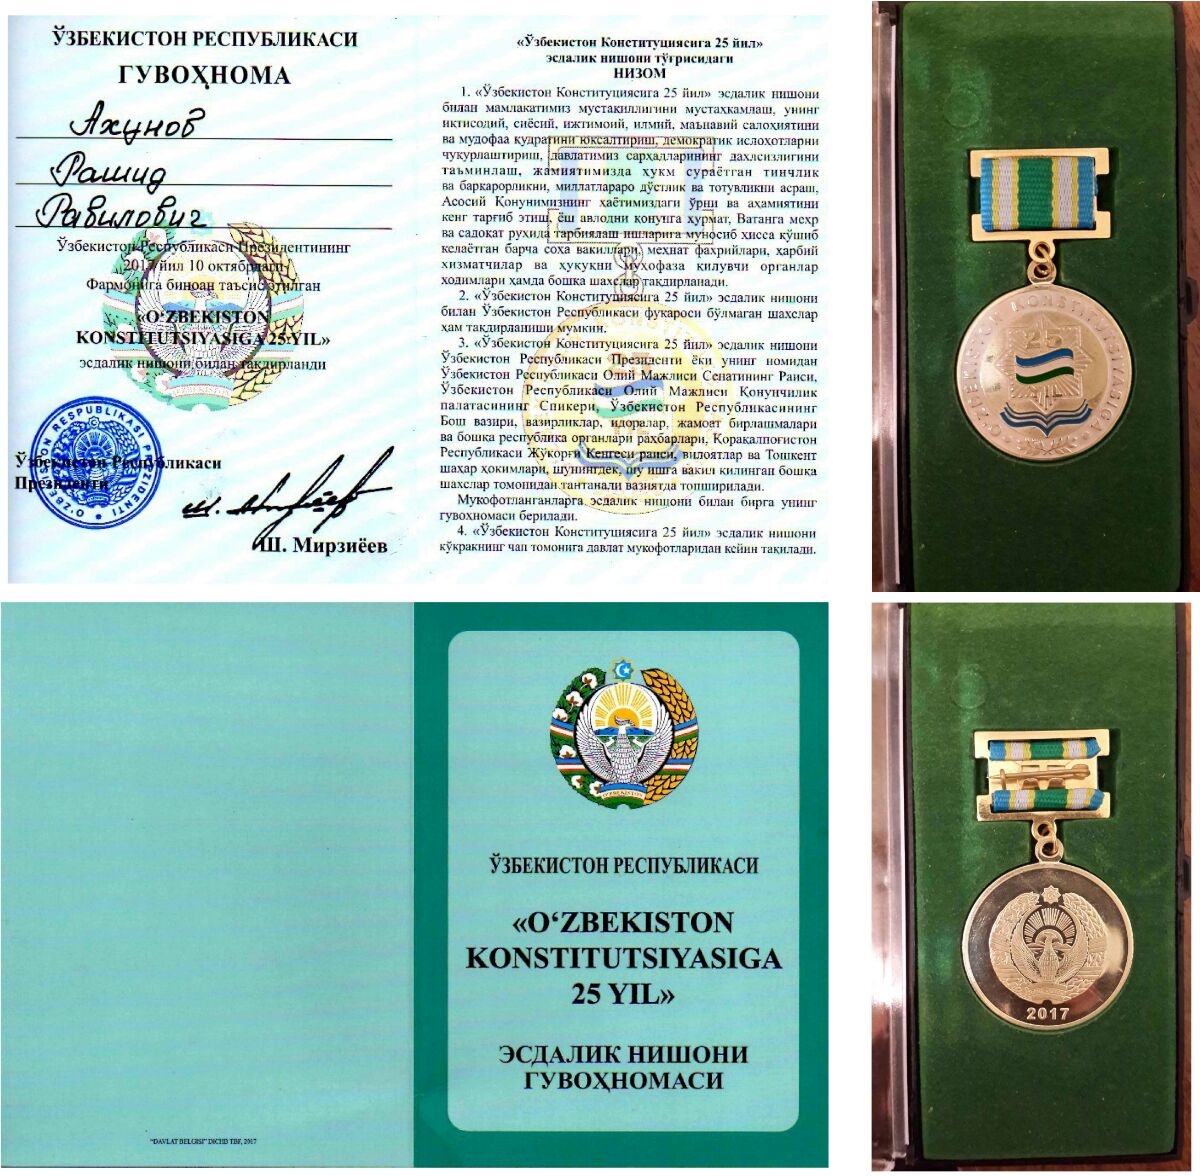 ЎЗБЕКИСТОН РЕСПУБЛИКАСИ
ГУВОҲНОМА
Ахунов
Рашид
Равилович
Ўзбекистон Республикаси Президентининг
2017 йил 10 октябрдаги
Фармонига биноан таъсис этилган
«O‘ZBEKISTON
KONSTITUTSIYASIGA 25 YIL»
эсдалик нишони билан тақдирланди
O‘ZBEKISTON RESPUBLIKASI PREZIDENTI
Ўзбекистон Республикаси
Президенти
Ш. Мирзиёев
«Ўзбекистон Конституциясига 25 йил»
эсдалик нишони тўғрисидаги
НИЗОМ
1. «Ўзбекистон Конституциясига 25 йил» эсдалик нишони
билан мамлакатимиз мустақиллигини мустаҳкамлаш, унинг
иқтисодий, сиёсий, ижтимоий, илмий, маънавий салоҳиятини
ва мудофаа қудратини юксалтириш, демократик ислоҳотларни
чуқурлаштириш, давлатимиз сарҳадларининг дахлсизлигини
таъминлаш, жамиятимизда ҳукм сураётган тинчлик
ва барқарорликни, миллатлараро дўстлик ва тотувликни асраш,
Асосий Қонунимизнинг ҳаётимиздаги ўрни ва аҳамиятини
кенг тарғиб этиш, ёш авлодни қонунга ҳурмат, Ватанга меҳр
ва садоқат руҳида тарбиялаш ишларига муносиб ҳисса қўшиб
келаётган барча соҳа вакиллари, меҳнат фахрийлари, ҳарбий
хизматчилар ва ҳуқуқни муҳофаза қилувчи органлар
ходимлари ҳамда бошқа шахслар тақдирланади.
2. «Ўзбекистон Конституциясига 25 йил» эсдалик нишони
билан Ўзбекистон Республикаси фуқароси бўлмаган шахслар
ҳам тақдирланиши мумкин.
3. «Ўзбекистон Конституциясига 25 йил» эсдалик нишони
Ўзбекистон Республикаси Президенти ёки унинг номидан
Ўзбекистон Республикаси Олий Мажлиси Сенатининг Раиси,
Ўзбекистон Республикаси Олий Мажлиси Қонунчилик
палатасининг Спикери, Ўзбекистон Республикасининг
Бош вазири, вазирликлар, идоралар, жамоат бирлашмалари
ва бошқа республика органлари раҳбарлари, Қорақалпоғистон
Республикаси Жўқорғи Кенгеси раиси, вилоятлар ва Тошкент
шаҳар ҳокимлари, шунингдек, шу ишга вакил қилинган бошқа
шахслар томонидан тантанали вазиятда топширилади.
Мукофотланганларга эсдалик нишони билан бирга унинг
гувоҳномаси берилади.
4. «Ўзбекистон Конституциясига 25 йил» эсдалик нишони
кўкракнинг чап томонига давлат мукофотларидан кейин тақилади.
O‘ZBEKISTON KONSTITUTSIYASIGA
25
YIL
O‘ZBEKISTON
ЎЗБЕКИСТОН РЕСПУБЛИКАСИ
«O‘ZBEKISTON
KONSTITUTSIYASIGA
25 YIL»
ЭСДАЛИК НИШОНИ
ГУВОҲНОМАСИ
"DAVLAT BELGISI" DICHB TBF, 2017
2017